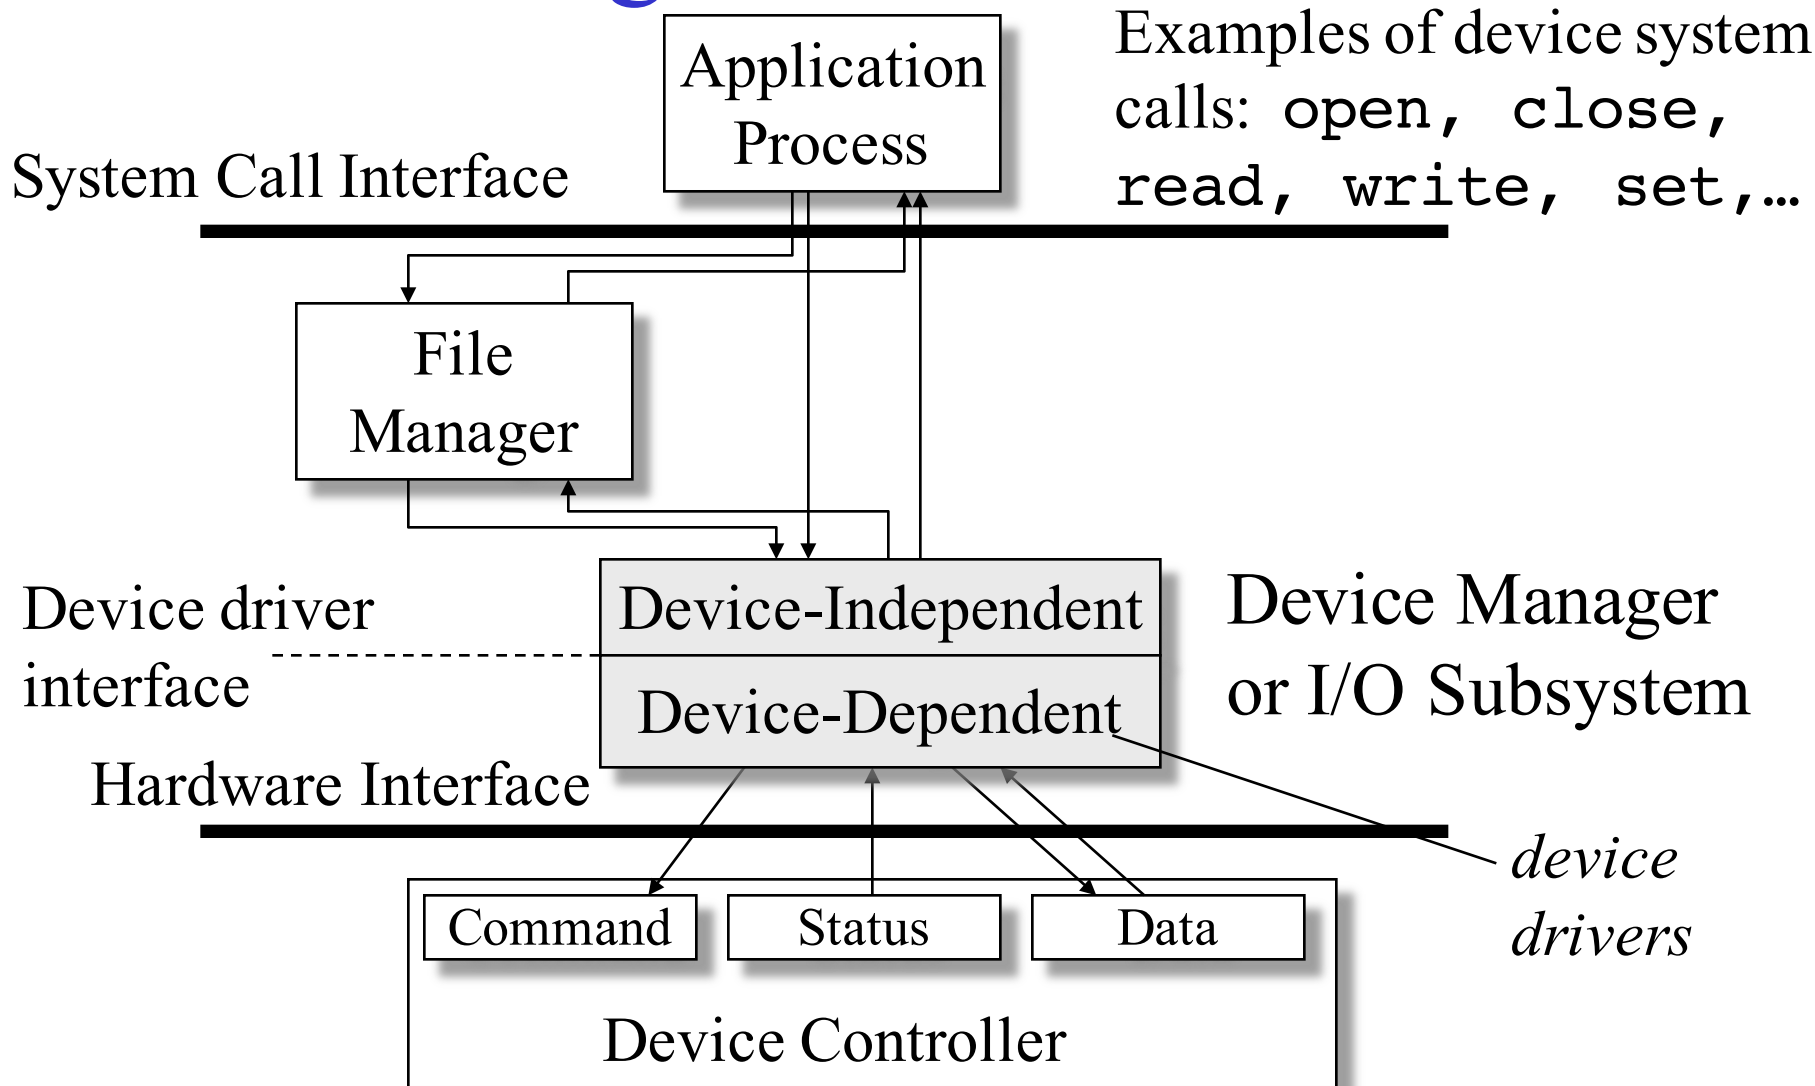 Application
Process
Examples of device system
calls: open, close,
read, write, set,…
System Call Interface
File
Manager
Device driver
interface
Device-Independent
Device-Dependent
Device Manager
or I/O Subsystem
Hardware Interface
device
drivers
Command
Status
Data
Device Controller